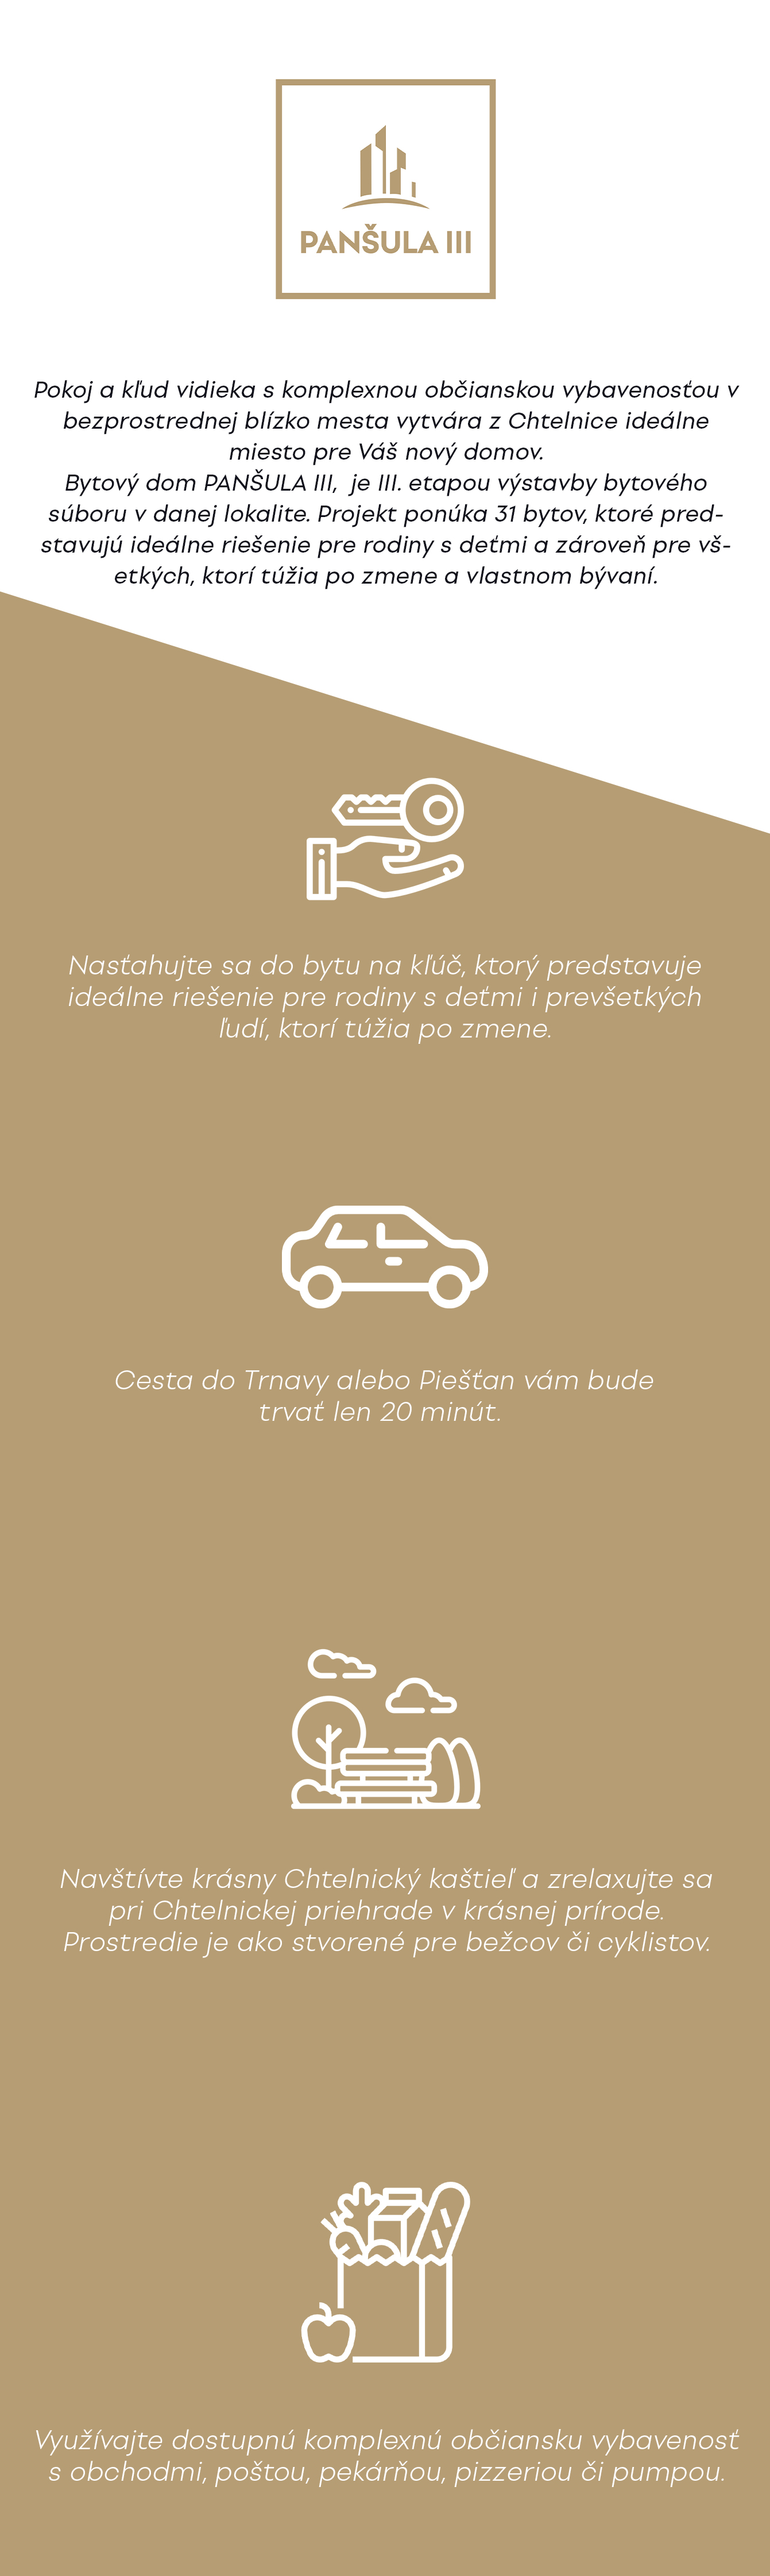 PANŠULA III
Pokoj a kľud vidieka s komplexnou občianskou vybavenosťou v
bezprostrednej blízko mesta vytvára z Chtelnice ideálne
miesto pre Váš nový domov.
Bytový dom PANŠULA III,  je III. etapou výstavby bytového
súboru v danej lokalite. Projekt ponúka 31 bytov, ktoré pred-
stavujú ideálne riešenie pre rodiny s deťmi a zároveň pre vš-
etkých, ktorí túžia po zmene a vlastnom bývaní.
Nasťahujte sa do bytu na kľúč, ktorý predstavuje
ideálne riešenie pre rodiny s deťmi i prevšetkých
ľudí, ktorí túžia po zmene.
Cesta do Trnavy alebo Piešťan vám bude
trvať len 20 minút.
Navštívte krásny Chtelnický kaštieľ a zrelaxujte sa
pri Chtelnickej priehrade v krásnej prírode.
Prostredie je ako stvorené pre bežcov či cyklistov.
Využívajte dostupnú komplexnú občiansku vybavenosť
s obchodmi, poštou, pekárňou, pizzeriou či pumpou.